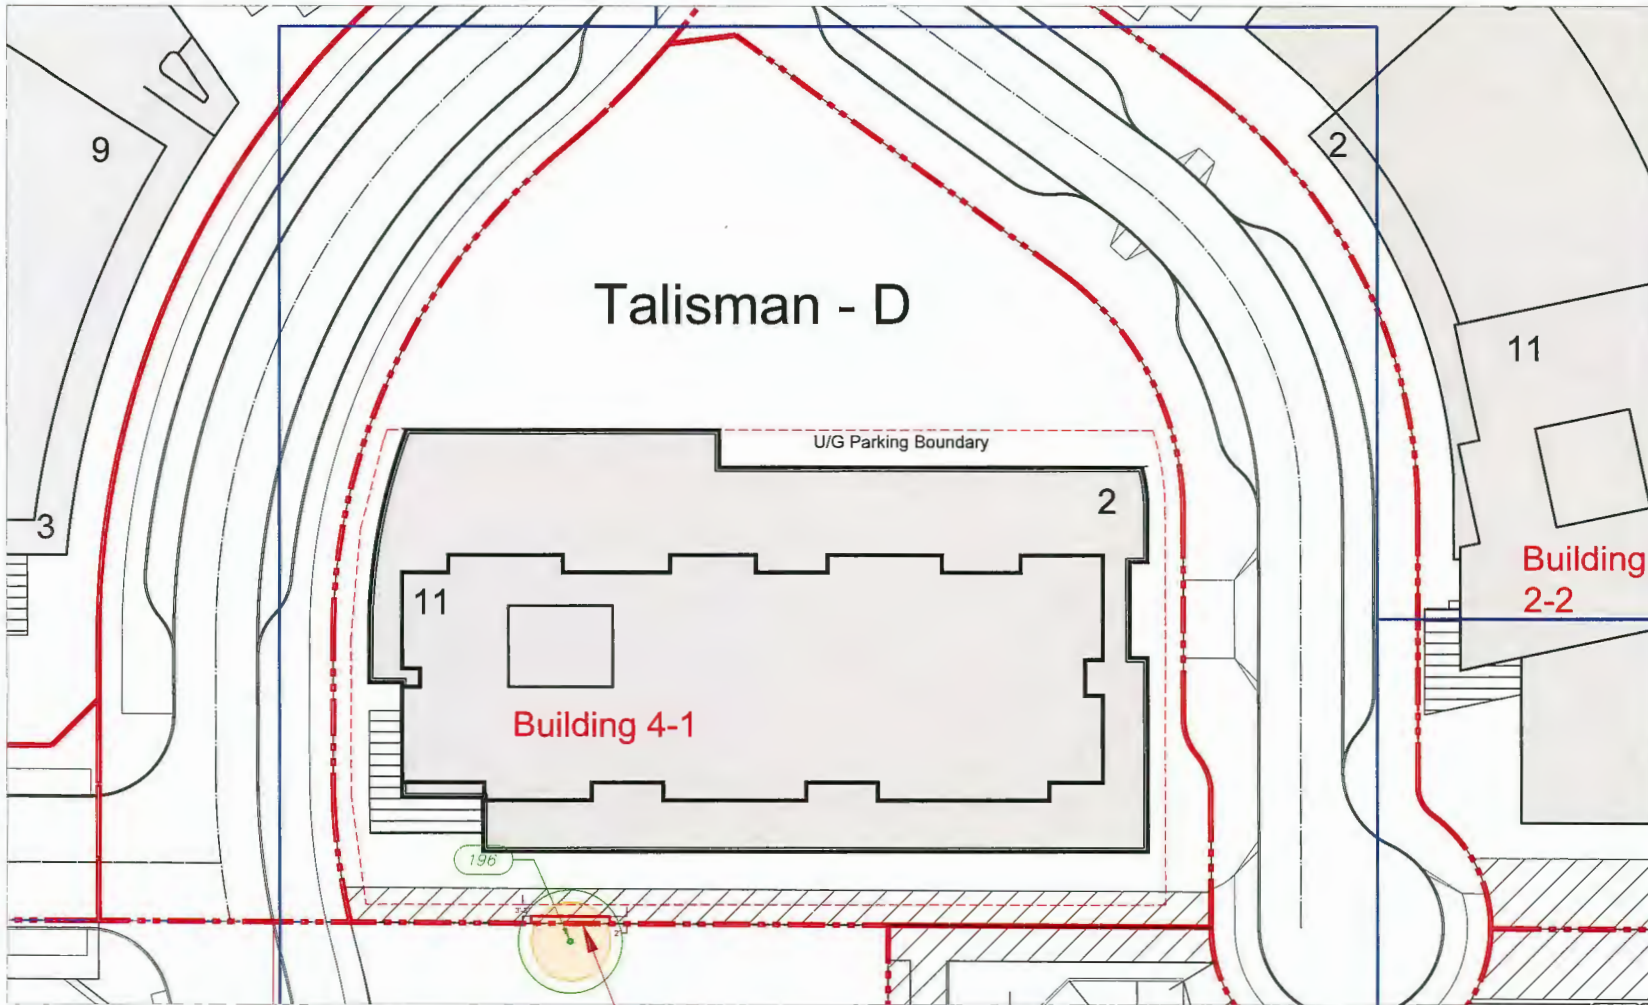 9
2
Talisman - D
11
U/G Parking Boundary
2
3
Building
2-2
11
Building 4-1
196